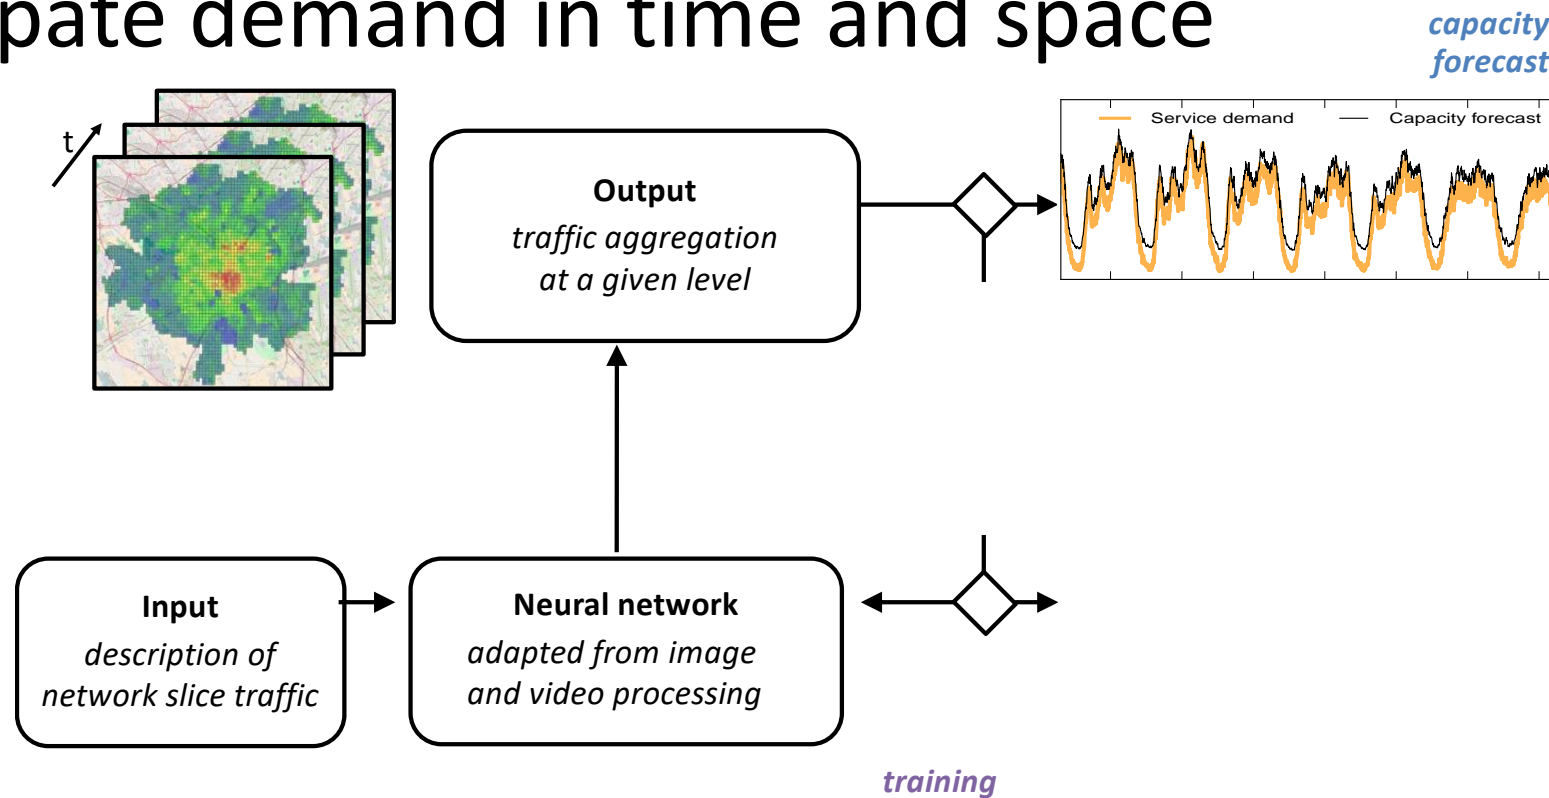 pate demand in time and space
capacity
forecast
t
Service demand
Capacity forecast
Output
traffic aggregation
at a given level
Input
description of
network slice traffic
Neural network
adapted from image
and video processing
training